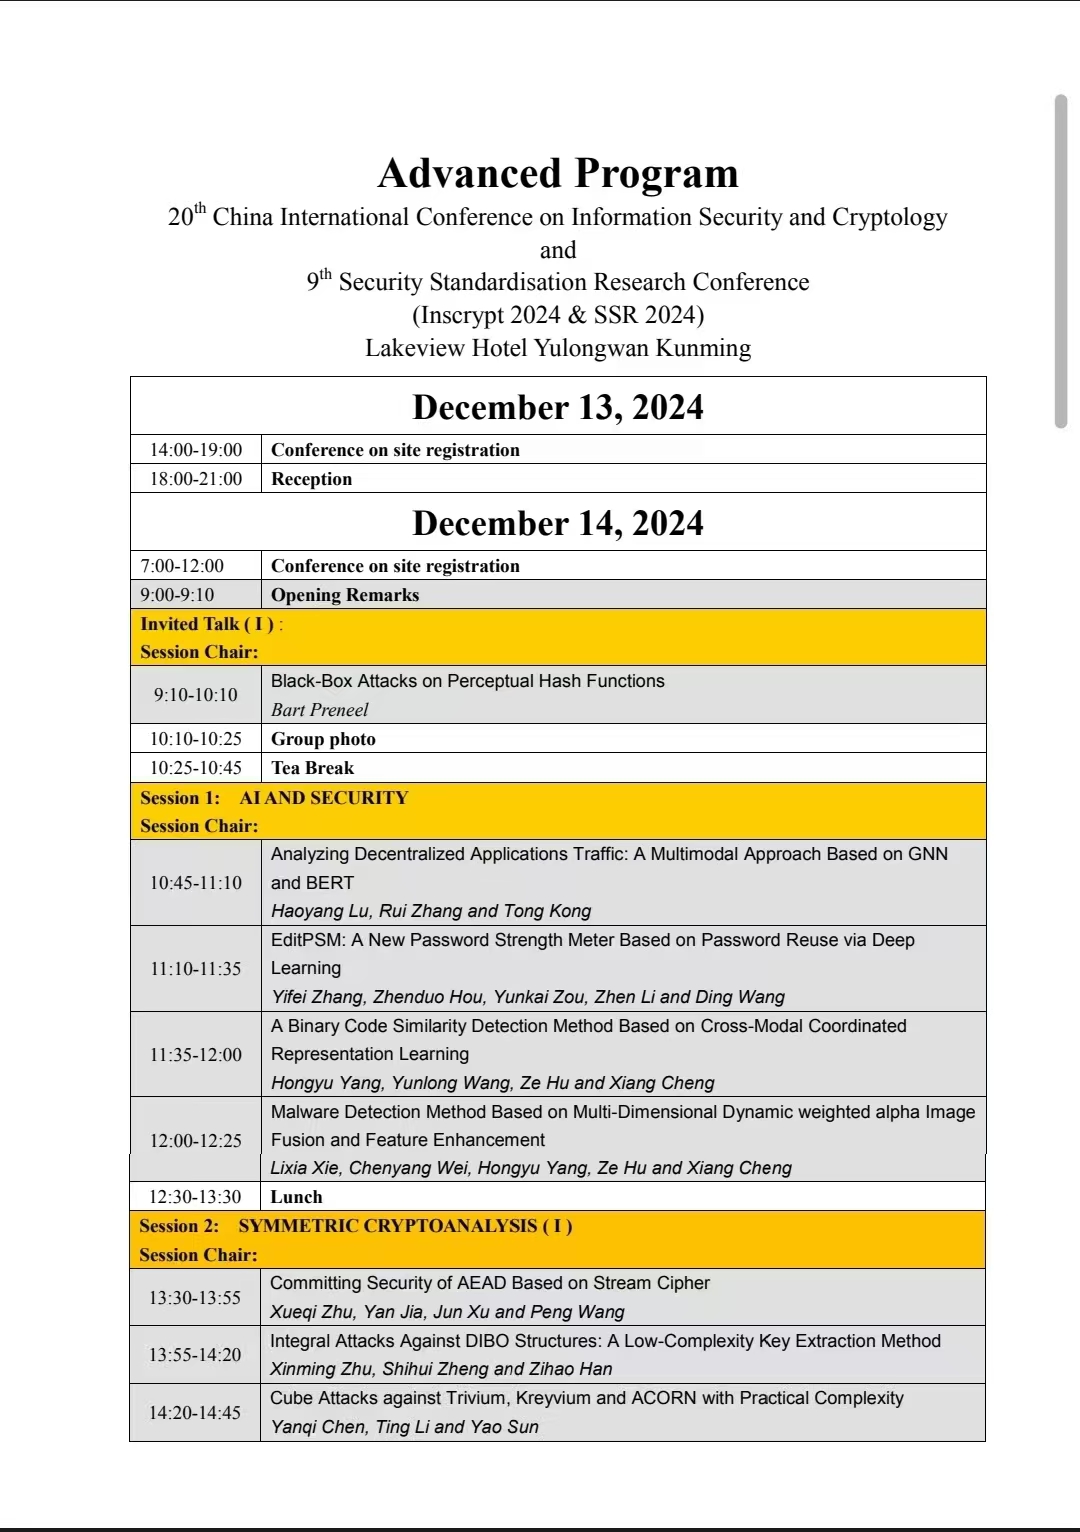 Advanced Program
20th China International Conference on Information Security and Cryptology
and
9th Security Standardisation Research Conference
(Inscrypt 2024 & SSR 2024)
Lakeview Hotel Yulongwan Kunming
December 13, 2024
14:00-19:00 Conference on site registration
18:00-21:00 Reception
December 14, 2024
7:00-12:00 Conference on site registration
9:00-9:10 Opening Remarks
Invited Talk ( I ) :
Session Chair:
9:10-10:10 Black-Box Attacks on Perceptual Hash Functions
Bart Preneel
10:10-10:25 Group photo
10:25-10:45 Tea Break
Session 1: AI AND SECURITY
Session Chair:
10:45-11:10 Analyzing Decentralized Applications Traffic: A Multimodal Approach Based on GNN
and BERT
Haoyang Lu, Rui Zhang and Tong Kong
11:10-11:35 EditPSM: A New Password Strength Meter Based on Password Reuse via Deep
Learning
Yifei Zhang, Zhenduo Hou, Yunkai Zou, Zhen Li and Ding Wang
11:35-12:00 A Binary Code Similarity Detection Method Based on Cross-Modal Coordinated
Representation Learning
Hongyu Yang, Yunlong Wang, Ze Hu and Xiang Cheng
12:00-12:25 Malware Detection Method Based on Multi-Dimensional Dynamic weighted alpha Image
Fusion and Feature Enhancement
Lixia Xie, Chenyang Wei, Hongyu Yang, Ze Hu and Xiang Cheng
12:30-13:30 Lunch
Session 2: SYMMETRIC CRYPTOANALYSIS ( I )
Session Chair:
13:30-13:55 Committing Security of AEAD Based on Stream Cipher
Xueqi Zhu, Yan Jia, Jun Xu and Peng Wang
13:55-14:20 Integral Attacks Against DIBO Structures: A Low-Complexity Key Extraction Method
Xinming Zhu, Shihui Zheng and Zihao Han
14:20-14:45 Cube Attacks against Trivium, Kreyvium and ACORN with Practical Complexity
Yanqi Chen, Ting Li and Yao Sun